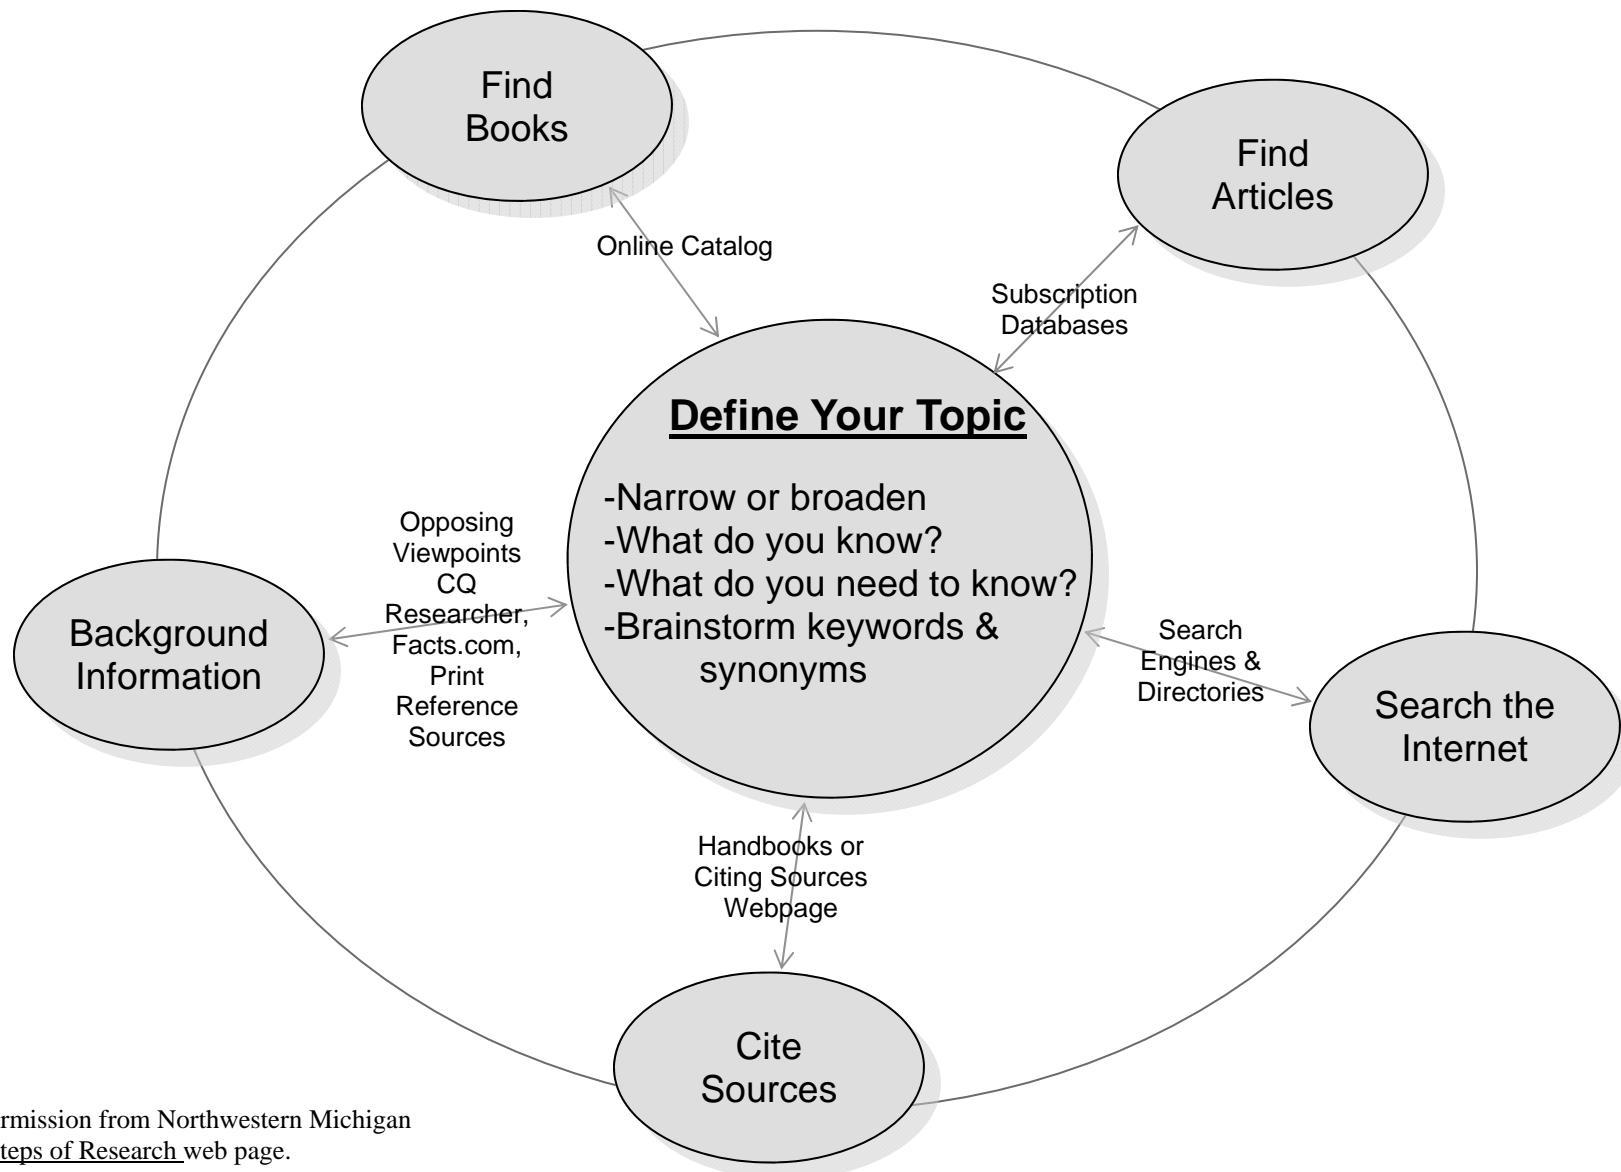 Find
Books
Find
Articles
Online Catalog
Subscription
Databases
Define Your Topic
-Narrow or broaden
-What do you know?
-What do you need to know?
-Brainstorm keywords &
synonyms
Opposing
Viewpoints
CQ
Researcher,
Facts.com,
Print
Reference
Sources
Background
Information
Search
Engines &
Directories
Search the
Internet
Handbooks or
Citing Sources
Webpage
Cite
Sources
rmission from Northwestern Michigan
teps of Research web page.